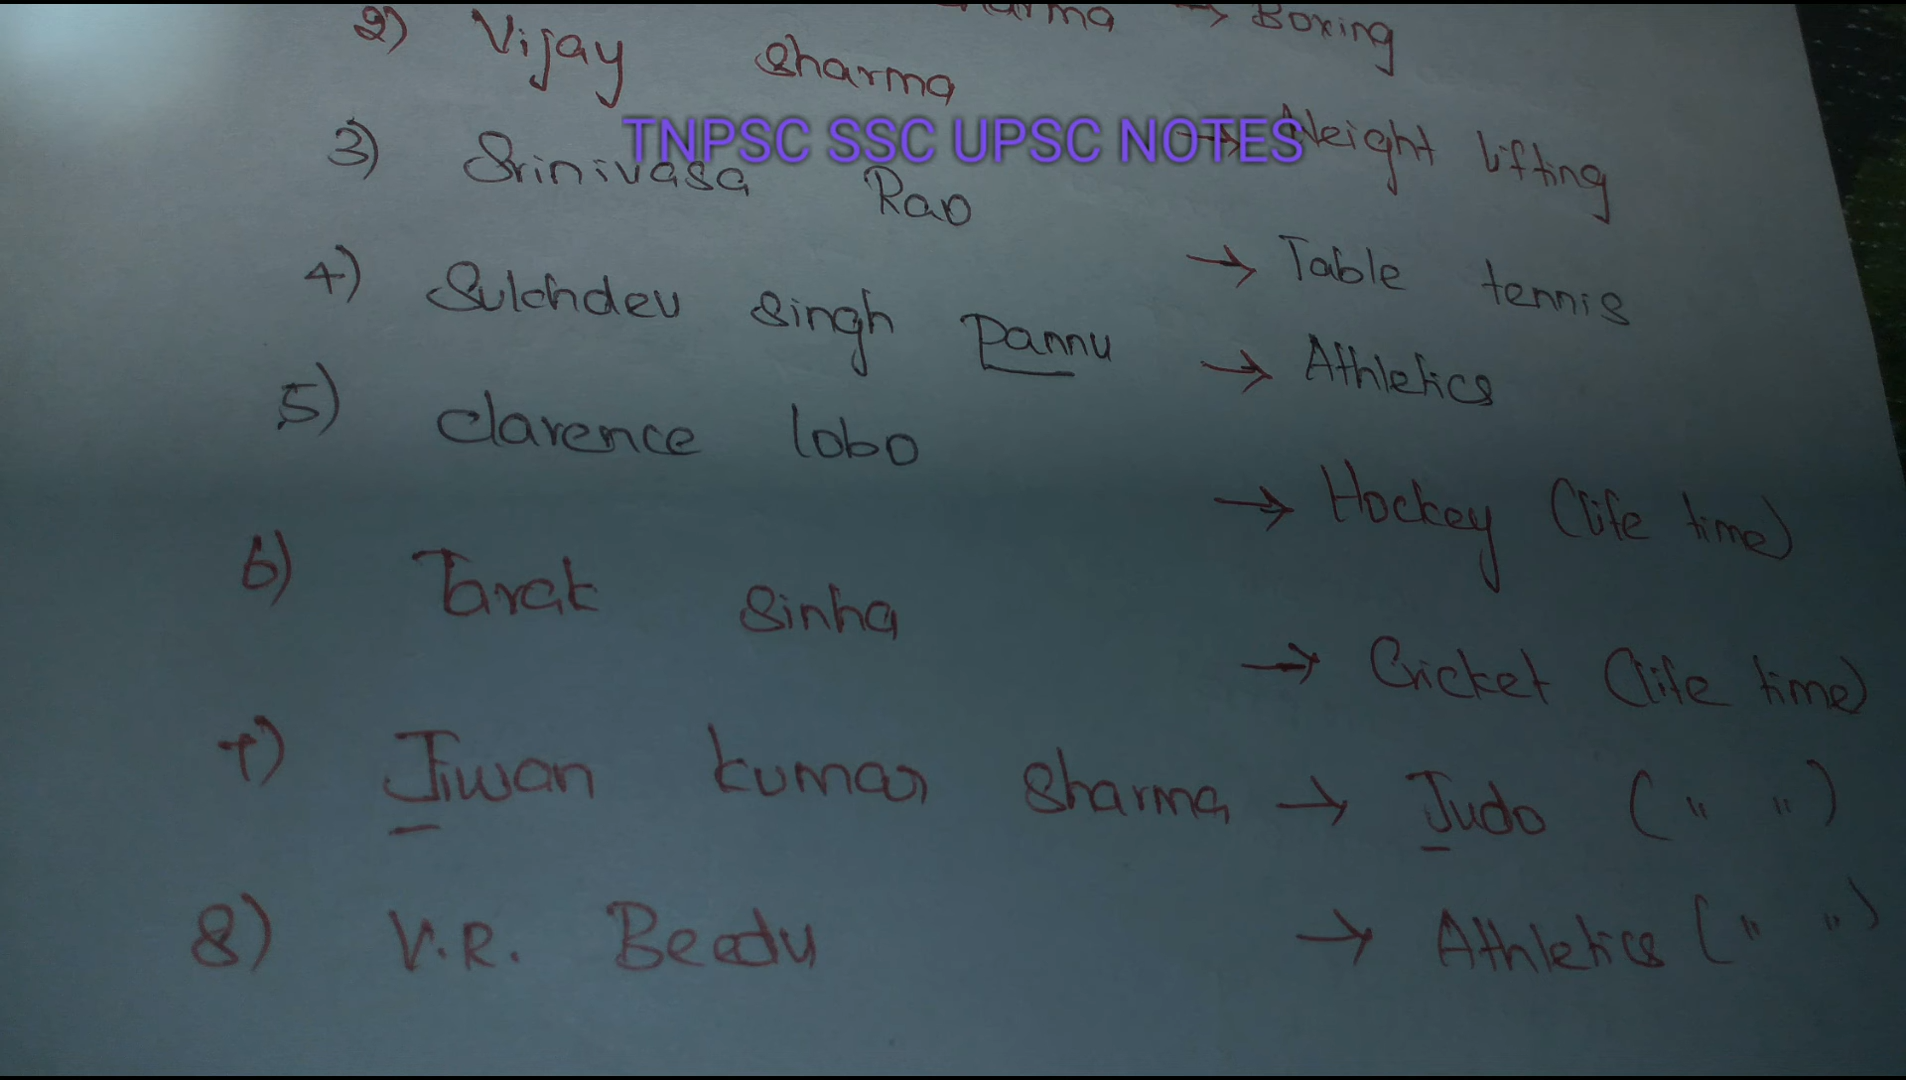 → Boxing
2) Vijay Sharma → Weight lifting
TNPSC SSC UPSC NOTES
3) Srinivasa Rao → Table tennis
4) Sukhdev Singh Pannu → Athletics
5) Clarence lobo → Hockey (life time)
6) Tarak Sinha → Cricket (life time)
7) Jiwan kumar Sharma → Judo (" ")
8) V.R. Beedu → Athletics (" ")